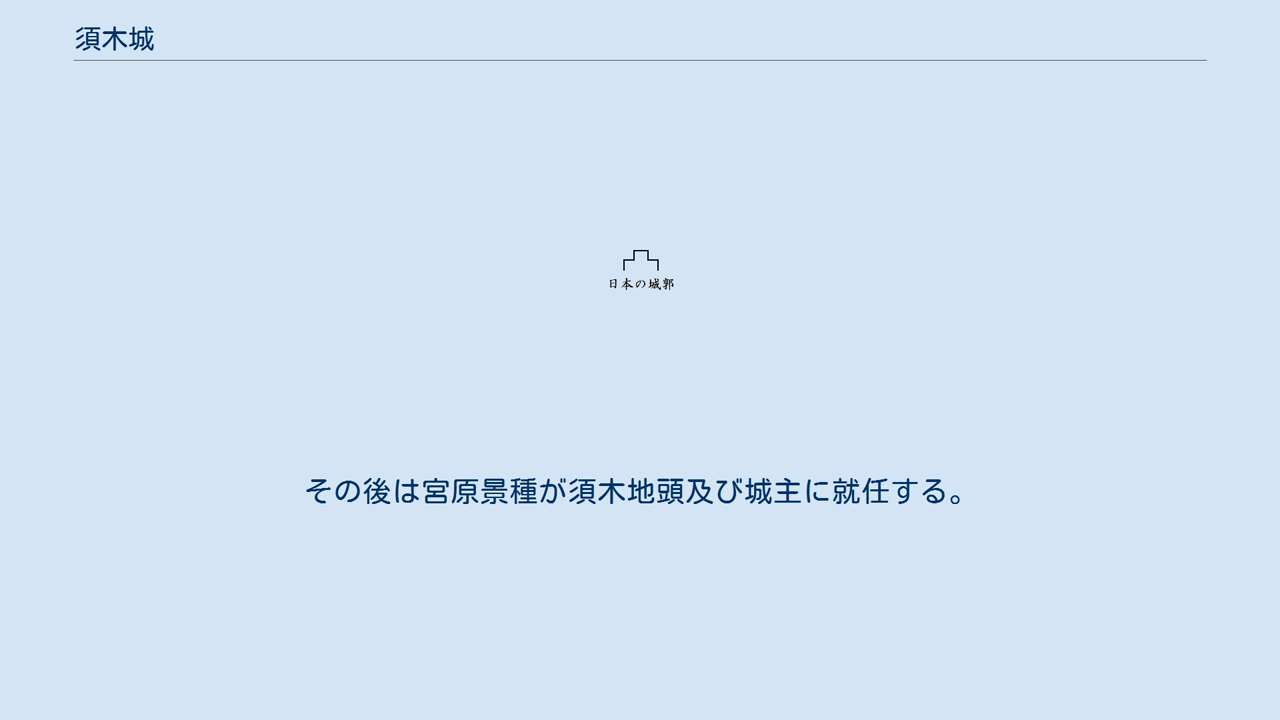 須木城
日本の城郭
その後は宮原景種が須木地頭及び城主に就任する。